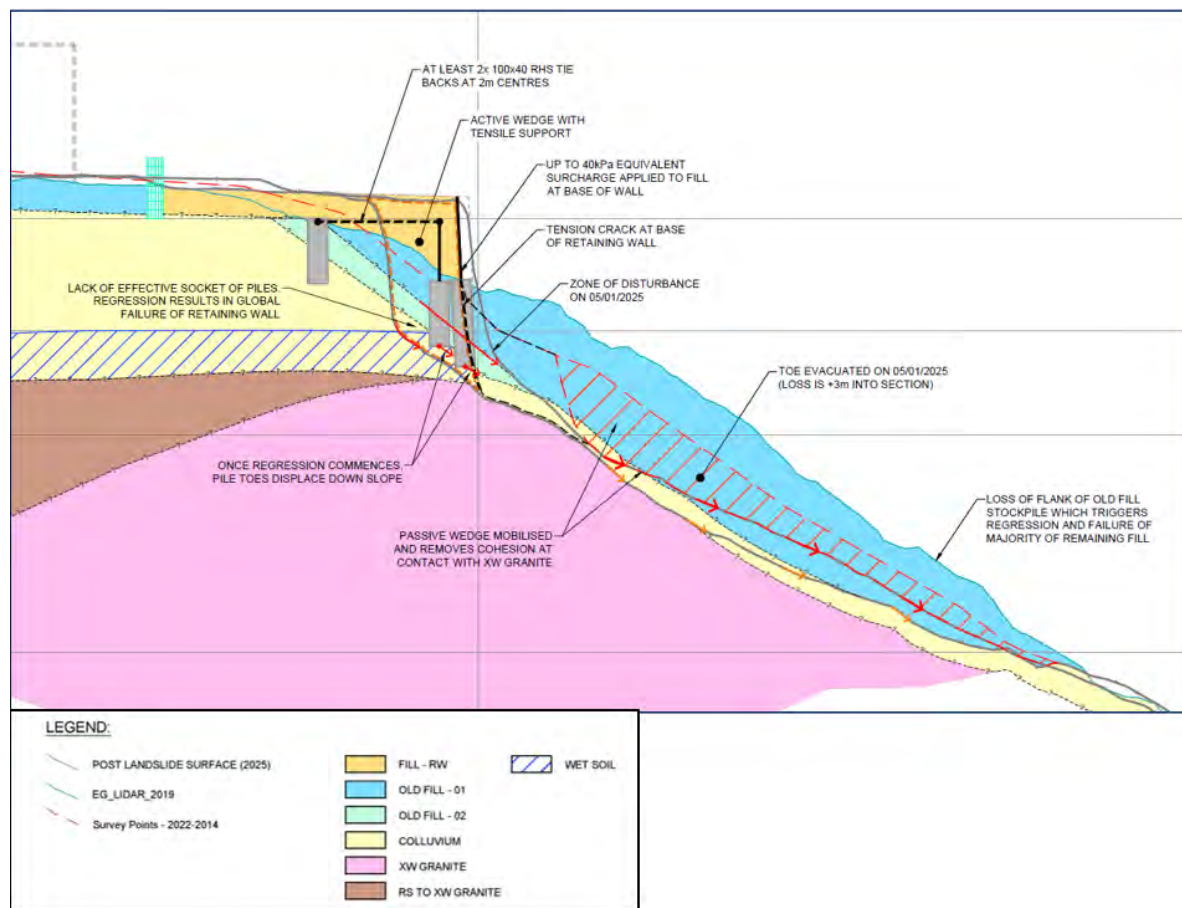 AT LEAST 2x 100x40 RHS TIE
BACKS AT 2m CENTRES
ACTIVE WEDGE WITH
TENSILE SUPPORT
UP TO 40kPa EQUIVALENT
SURCHARGE APPLIED TO FILL
AT BASE OF WALL
TENSION CRACK AT BASE
OF RETAINING WALL
ZONE OF DISTURBANCE
ON 05/01/2025
LACK OF EFFECTIVE SOCKET OF PILES.
REGRESSION RESULTS IN GLOBAL
FAILURE OF RETAINING WALL
TOE EVACUATED ON 05/01/2025
(LOSS IS +3m INTO SECTION)
ONCE REGRESSION COMMENCES,
PILE TOES DISPLACE DOWN SLOPE
LOSS OF FLANK OF OLD FILL
STOCKPILE WHICH TRIGGERS
REGRESSION AND FAILURE OF
MAJORITY OF REMAINING FILL
PASSIVE WEDGE MOBILISED
AND REMOVES COHESION AT
CONTACT WITH XW GRANITE
LEGEND:
POST LANDSLIDE SURFACE (2025)
EG_LIDAR_2019
Survey Points - 2022-2014
FILL - RW
OLD FILL - 01
OLD FILL - 02
COLLUVIUM
XW GRANITE
RS TO XW GRANITE
WET SOIL